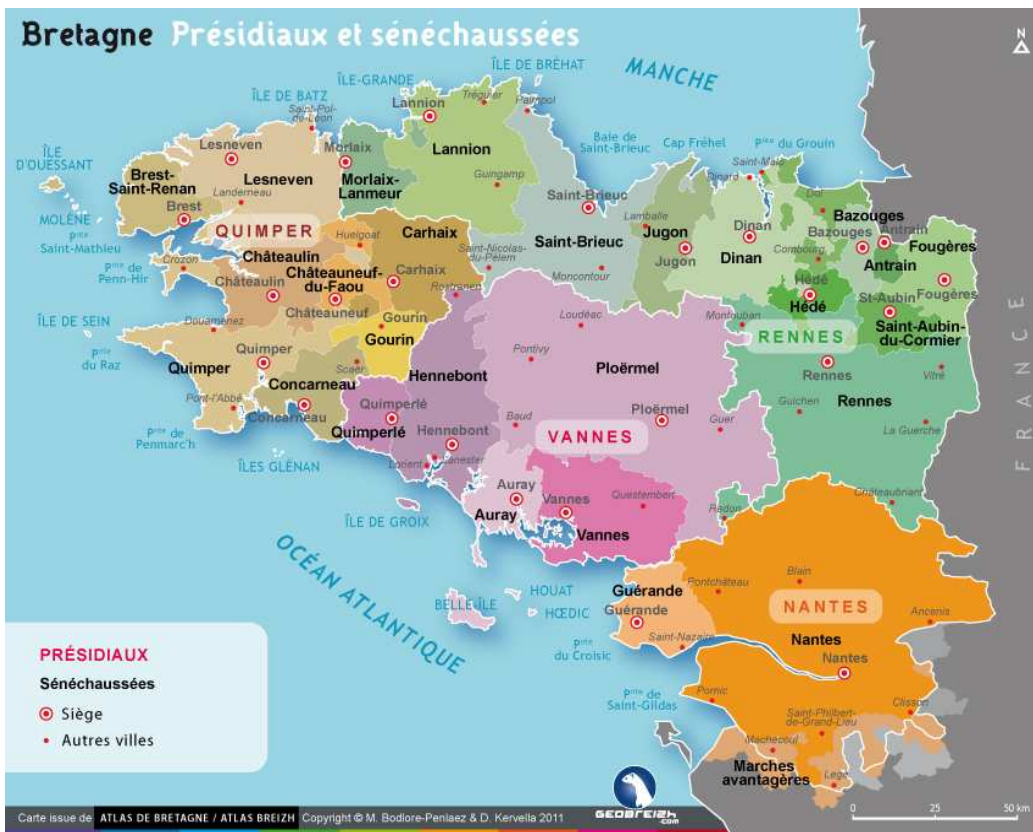 Bretagne Présidiaux et sénéchaussées
N
MANCHE
ÎLE DE BRÉHAT
ÎLE-GRANDE
ÎLE DE BATZ
Saint-Pol-
de-Léon
Lannion
Tréguier
Paimpol
Baie de
Saint-Brieuc
Cap Fréhel
Pnte du Grouin
Saint-Malo
Dinard
ÎLE
D'OUESSANT
Lesneven
Morlaix
Lannion
Brest-
Saint-Renan
Lesneven
Morlaix-
Lanmeur
Guingamp
Dol
Landerneau
Saint-Brieuc
Lamballe
Bazouges
MOLÈNE
Brest
QUIMPER
Huelgoat
Carhaix
Saint-Brieuc
Jugon
Dinan
Bazouges
Antrain
Fougères
Pnte
Saint-Mathieu
Châteaulin
Saint-Nicolas-
du-Pélem
Jugon
Dinan
Combourg
Antrain
Crozon
Pnte de
Penn-Hir
Châteaulin
Châteauneuf-
du-Faou
Carhaix
Moncontour
Hédé
Fougères
Rostrenen
Hédé
St-Aubin
Châteauneuf
Gourin
Loudéac
Montauban
Saint-Aubin-
du-Cormier
ÎLE DE SEIN
Douarnenez
Gourin
RENNES
Pnte
du Raz
Quimper
Quimper
Scaër
Hennebont
Pontivy
Ploërmel
Rennes
Vitré
FRANCE
Concarneau
Rennes
Pont-l'Abbé
Concarneau
Quimperlé
Ploërmel
Guichen
Pnte de
Penmarc'h
Quimperlé
Hennebont
Baud
VANNES
Guer
La Guerche
ÎLES GLÉNAN
Lorient
Lanester
Auray
Vannes
Questembert
Châteaubriant
ÎLE DE GROIX
Auray
Vannes
Redon
OCÉAN ATLANTIQUE
HOUAT
Guérande
Pontchâteau
Blain
BELLE-ÎLE
HŒDIC
Guérande
NANTES
Ancenis
Pnte
du Croisic
Saint-Nazaire
Nantes
Nantes
PRÉSIDIAUX
Sénéchaussées
Siège
Autres villes
Pnte de
Saint-Gildas
Pornic
Clisson
Saint-Philbert-
de-Grand-Lieu
Machecoul
Marches
avantagères
Legé
GEOBREIZH
.com
0 25 50 km
Carte issue de ATLAS DE BRETAGNE / ATLAS BREIZH Copyright © M. Bodlore-Penlaez & D. Kervella 2011